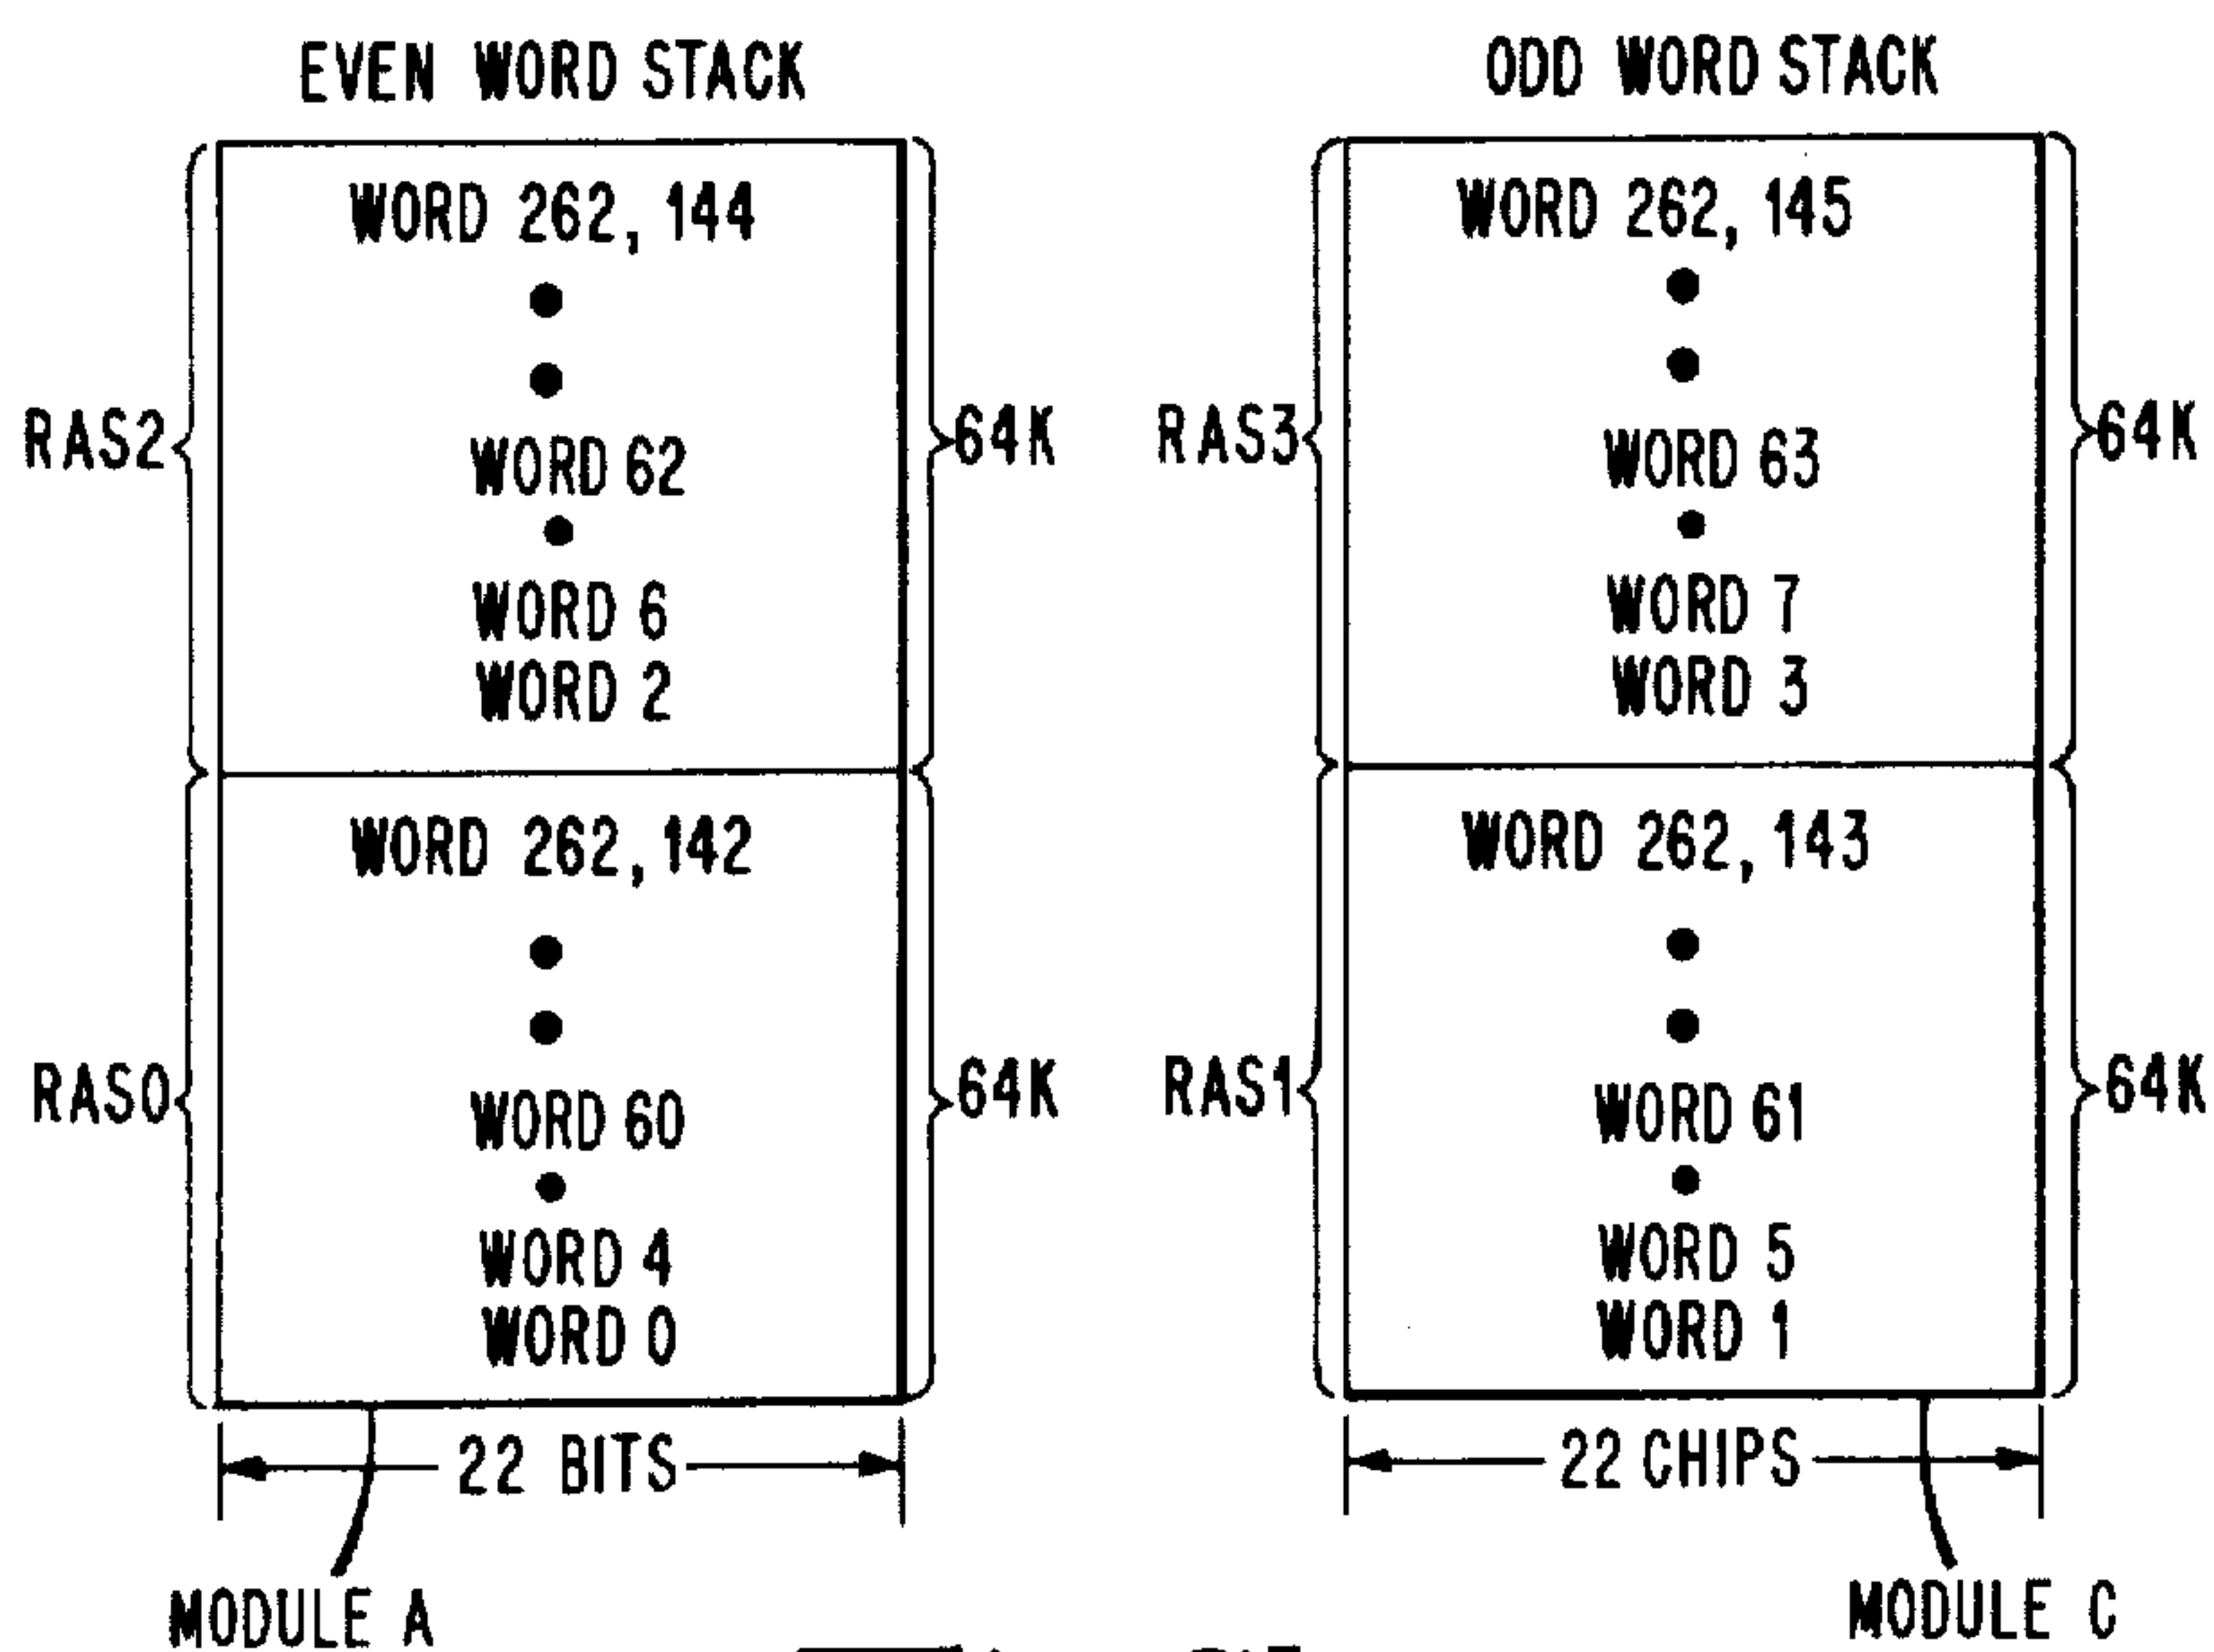 EVEN WORD STACK
WORD 262, 144
WORD 62
WORD 6
WORD 2
RAS2
64K
WORD 262, 142
WORD 60
WORD 4
WORD 0
RAS0
64K
22 BITS
MODULE A
ODD WORD STACK
WORD 262, 145
WORD 63
WORD 7
WORD 3
RAS3
64K
WORD 262, 143
WORD 61
WORD 5
WORD 1
RAS1
64K
22 CHIPS
MODULE C